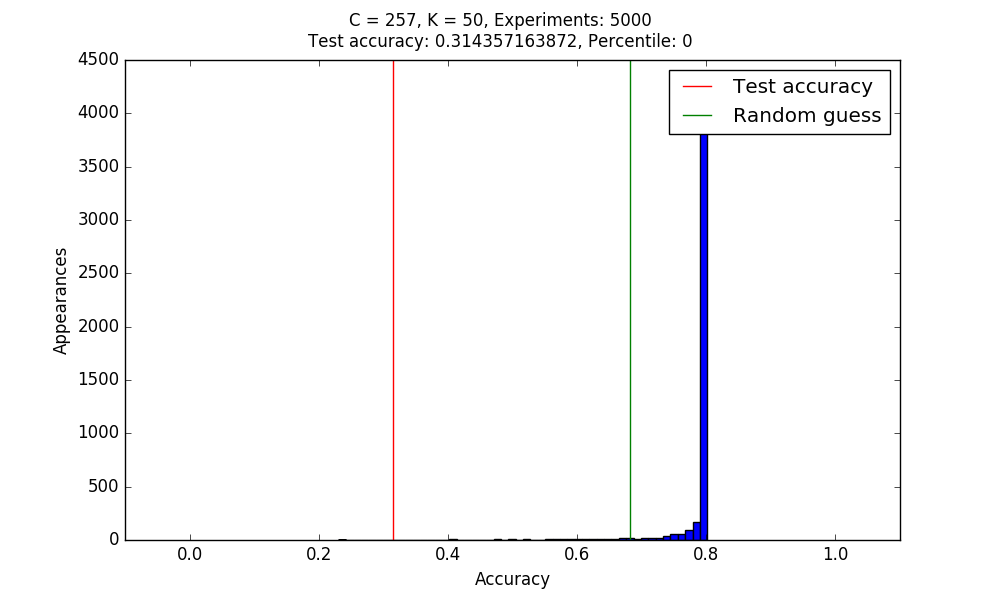 C = 257, K = 50, Experiments: 5000
Test accuracy: 0.314357163872, Percentile: 0
Test accuracy
Random guess
4500
4000
3500
3000
2500
2000
1500
1000
500
0
Appearances
0.0 0.2 0.4 0.6 0.8 1.0
Accuracy